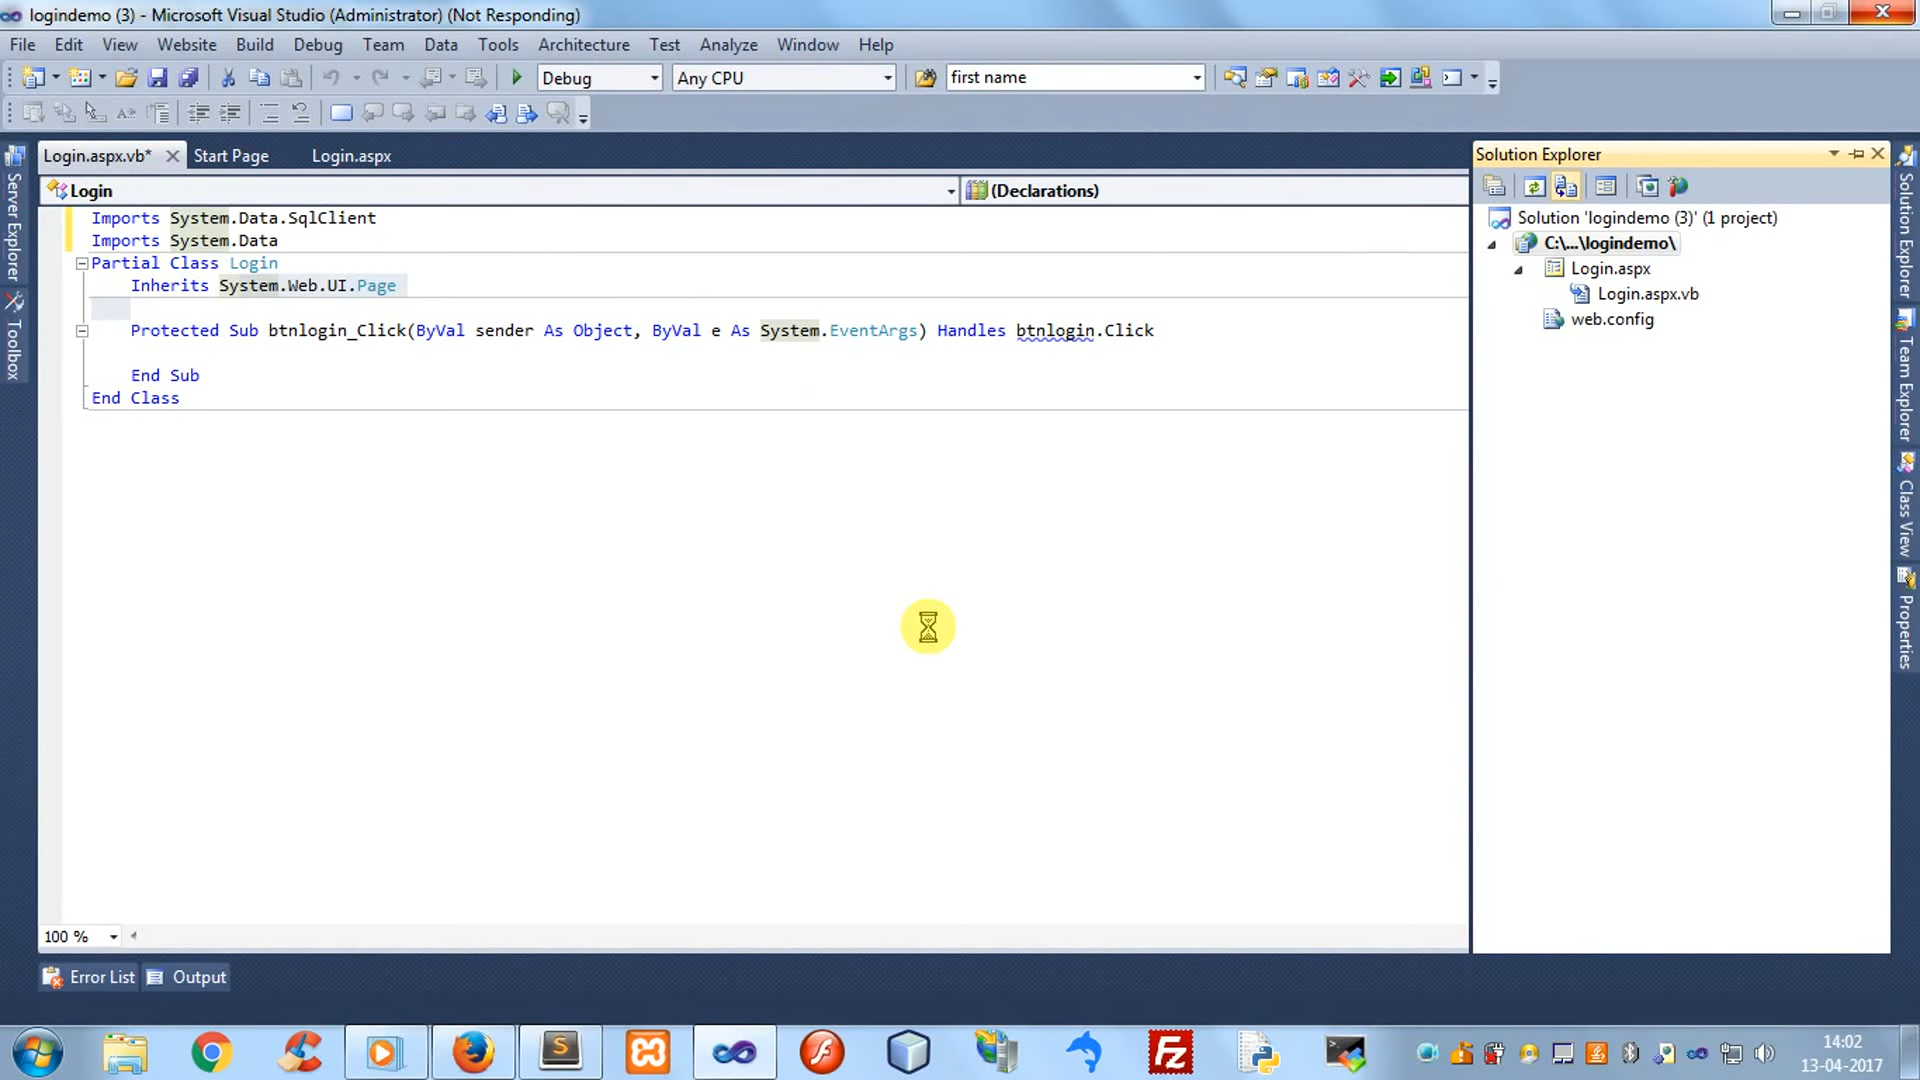 logindemo (3) - Microsoft Visual Studio (Administrator) (Not Responding)
File Edit View Website Build Debug Team Data Tools Architecture Test Analyze Window Help
Debug Any CPU first name
Login.aspx.vb* Start Page Login.aspx
Login (Declarations)
Imports System.Data.SqlClient
Imports System.Data
Partial Class Login
Inherits System.Web.UI.Page
Protected Sub btnlogin_Click(ByVal sender As Object, ByVal e As System.EventArgs) Handles btnlogin.Click
End Sub
End Class
100 %
Error List Output
Server Explorer
Toolbox
Solution Explorer
Solution 'logindemo (3)' (1 project)
C:\...\logindemo\
Login.aspx
Login.aspx.vb
web.config
Solution Explorer
Team Explorer
Class View
Properties
14:02
13-04-2017